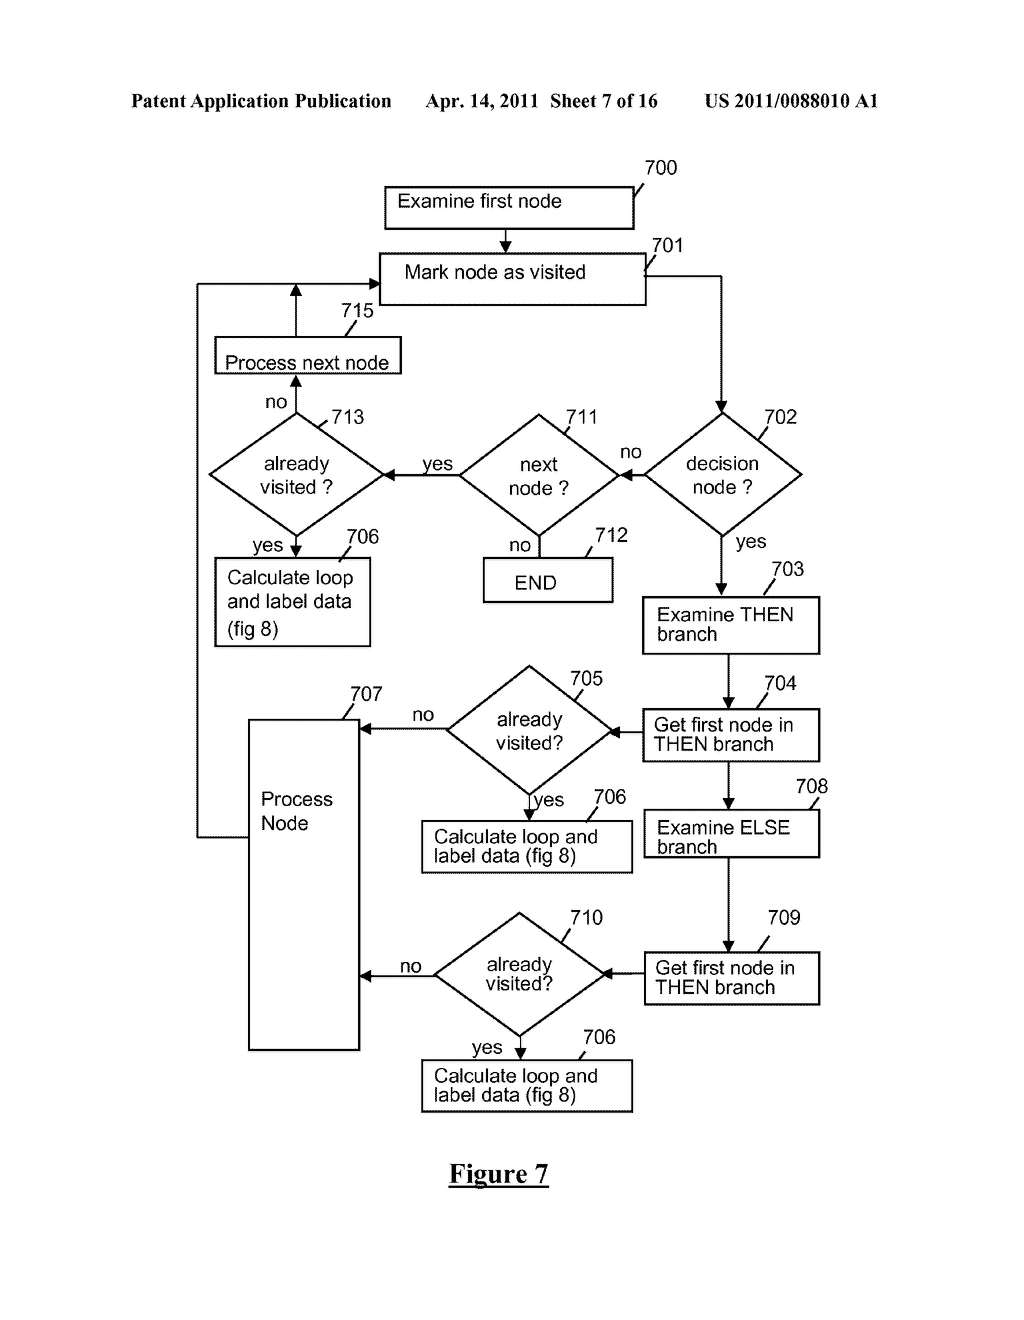 Patent Application Publication Apr. 14, 2011 Sheet 7 of 16 US 2011/0088010 A1
700
Examine first node
701
Mark node as visited
715
Process next node
no
713
already
visited ?
yes
711
next
node ?
no
702
decision
node ?
yes
706
Calculate loop
and label data
(fig 8)
yes
no
712
END
703
Examine THEN
branch
704
Get first node in
THEN branch
705
already
visited?
no
707
Process
Node
yes
706
Calculate loop and
label data (fig 8)
708
Examine ELSE
branch
709
Get first node in
THEN branch
710
already
visited?
no
yes
706
Calculate loop and
label data (fig 8)
Figure 7